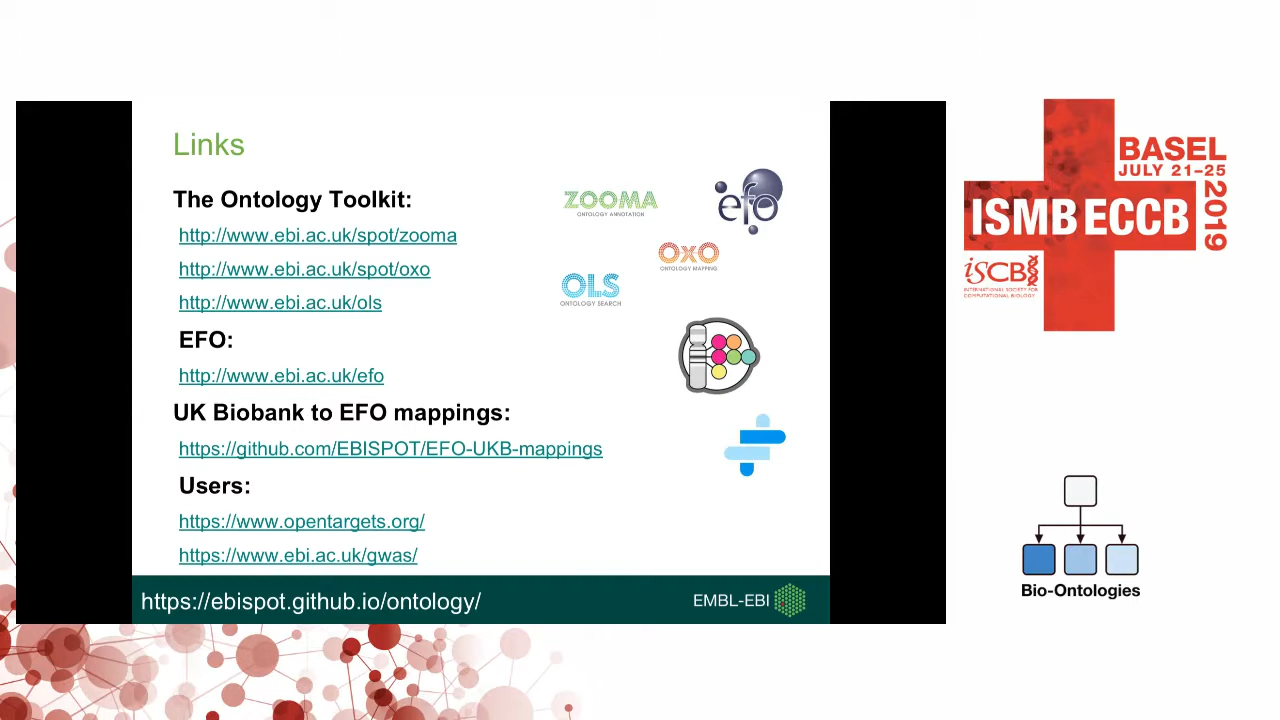 Links
The Ontology Toolkit:
http://www.ebi.ac.uk/spot/zooma
http://www.ebi.ac.uk/spot/oxo
http://www.ebi.ac.uk/ols
EFO:
http://www.ebi.ac.uk/efo
UK Biobank to EFO mappings:
https://github.com/EBISPOT/EFO-UKB-mappings
Users:
https://www.opentargets.org/
https://www.ebi.ac.uk/gwas/
ZOOMA
ONTOLOGY ANNOTATION
efo
OxO
ONTOLOGY MAPPING
OLS
ONTOLOGY SEARCH
https://ebispot.github.io/ontology/
EMBL-EBI
BASEL
JULY 21–25
2019
ISMB ECCB
ISCB
INTERNATIONAL SOCIETY FOR
COMPUTATIONAL BIOLOGY
Bio-Ontologies